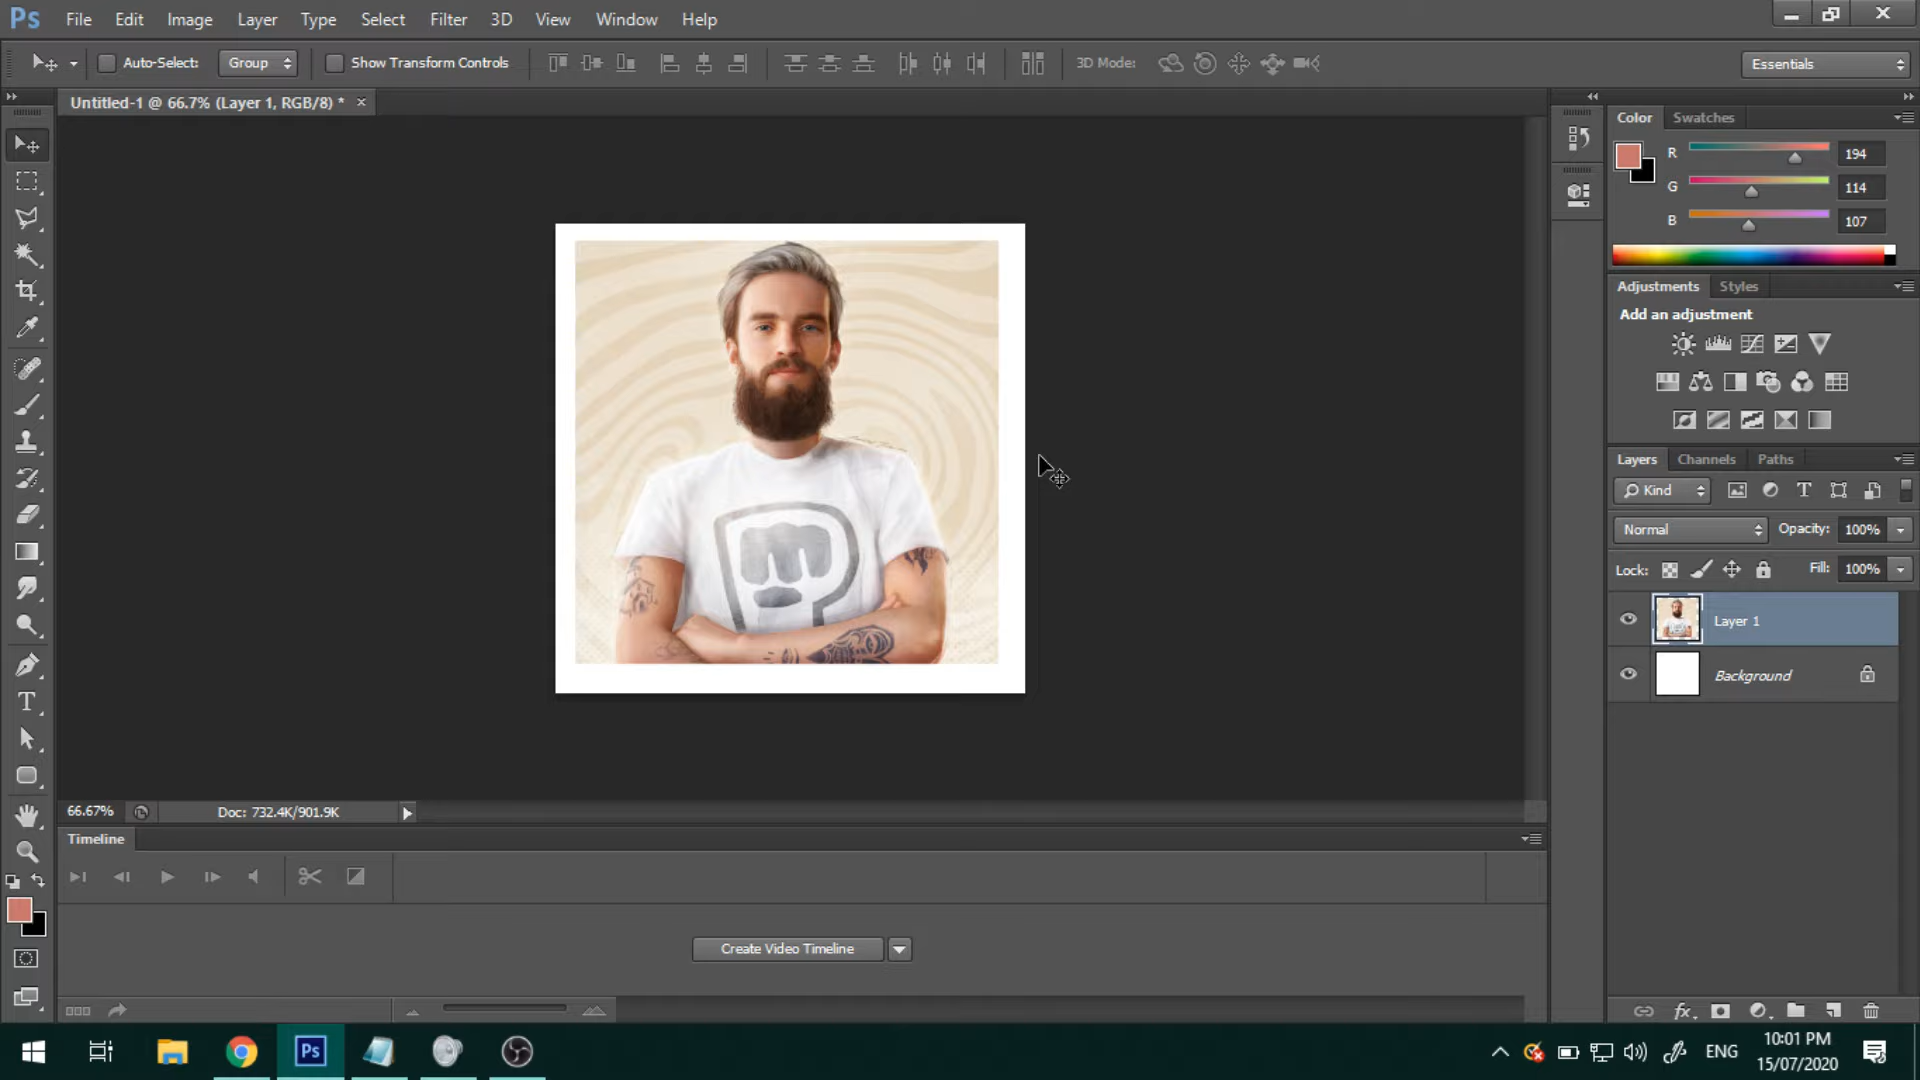 Ps File Edit Image Layer Type Select Filter 3D View Window Help
Auto-Select: Group Show Transform Controls 3D Mode: Essentials
Untitled-1 @ 66.7% (Layer 1, RGB/8) * ×
Color Swatches
R 194
G 114
B 107
Adjustments Styles
Add an adjustment
Layers Channels Paths
Kind
Normal Opacity: 100%
Lock: Fill: 100%
Layer 1
Background
66.67% Doc: 732.4K/901.9K
Timeline
Create Video Timeline
fx
Ps ENG 10:01 PM
15/07/2020